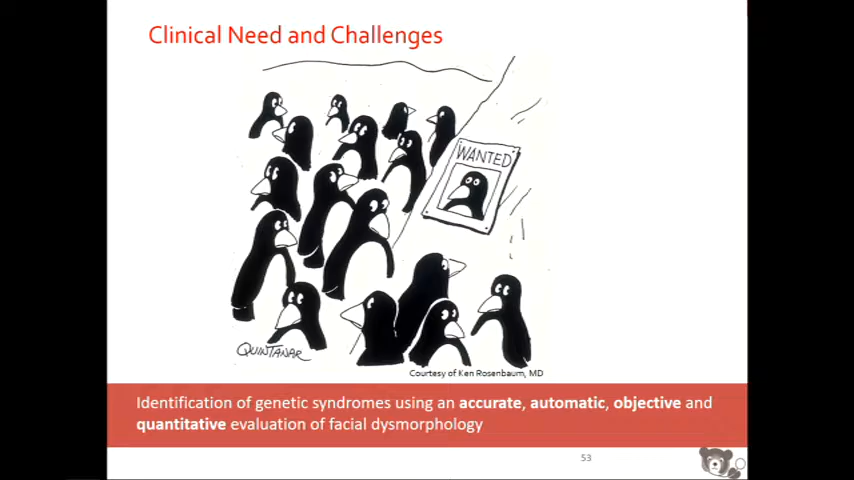 Clinical Need and Challenges
WANTED
QUINTANAR
Courtesy of Ken Rosenbaum, MD
Identification of genetic syndromes using an accurate, automatic, objective and
quantitative evaluation of facial dysmorphology
53